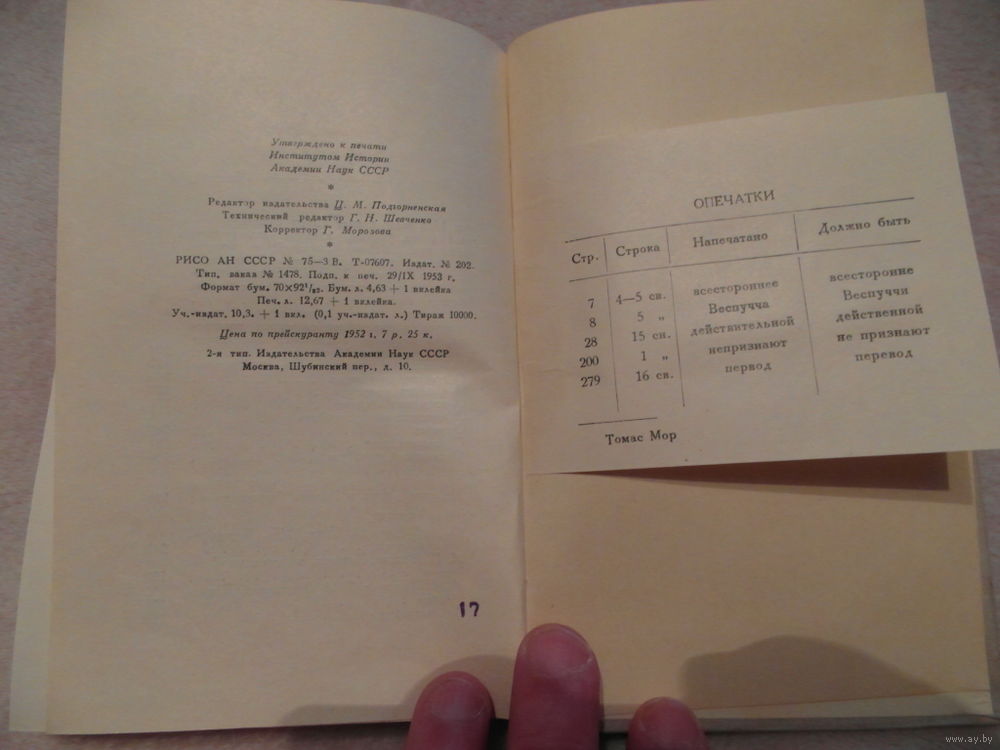 Утверждено к печати
Институтом Истории
Академии Наук СССР
*
Редактор издательства Ц. М. Подгорненская
Технический редактор Г. Н. Шевченко
Корректор Г. Морозова
*
РИСО АН СССР № 75—3 В. Т-07607. Издат. № 202.
Тип. заказ № 1478. Подп. к печ. 29/IX 1953 г.
Формат бум. 70×92¹/₃₂. Бум. л. 4,63 + 1 вклейка
Печ. л. 12,67 + 1 вклейка.
Уч.-издат. 10,3. + 1 вкл. (0,1 уч.-издат. л.) Тираж 10000.
Цена по прейскуранту 1952 г. 7 р. 25 к.
2-я тип. Издательства Академии Наук СССР
Москва, Шубинский пер., д. 10.
17
ОПЕЧАТКИ
Стр. Строка Напечатано Должно быть
7 4—5 св. всестороннее всесторонне
8 5 „ Веспучча Веспуччи
28 15 сн. действительной действенной
200 1 „ непризнают не признают
279 16 св. первод перевод
Томас Мор
www.ay.by